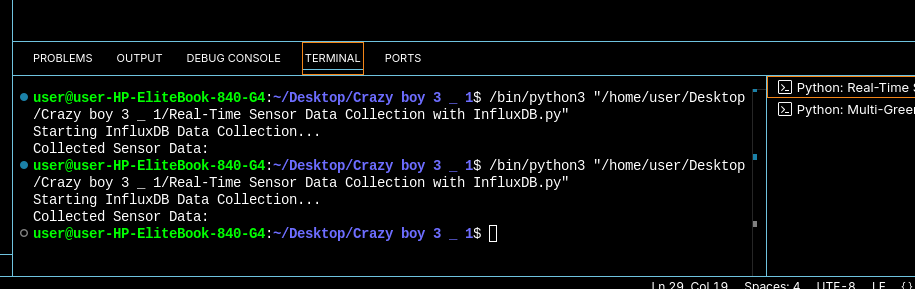 PROBLEMS OUTPUT DEBUG CONSOLE TERMINAL PORTS
user@user-HP-EliteBook-840-G4:~/Desktop/Crazy boy 3 _ 1$ /bin/python3 "/home/user/Desktop
/Crazy boy 3 _ 1/Real-Time Sensor Data Collection with InfluxDB.py"
Starting InfluxDB Data Collection...
Collected Sensor Data:
user@user-HP-EliteBook-840-G4:~/Desktop/Crazy boy 3 _ 1$ /bin/python3 "/home/user/Desktop
/Crazy boy 3 _ 1/Real-Time Sensor Data Collection with InfluxDB.py"
Starting InfluxDB Data Collection...
Collected Sensor Data:
user@user-HP-EliteBook-840-G4:~/Desktop/Crazy boy 3 _ 1$
Python: Real-Time S
Python: Multi-Green
Ln 29, Col 19 Spaces: 4 UTF-8 LF {}